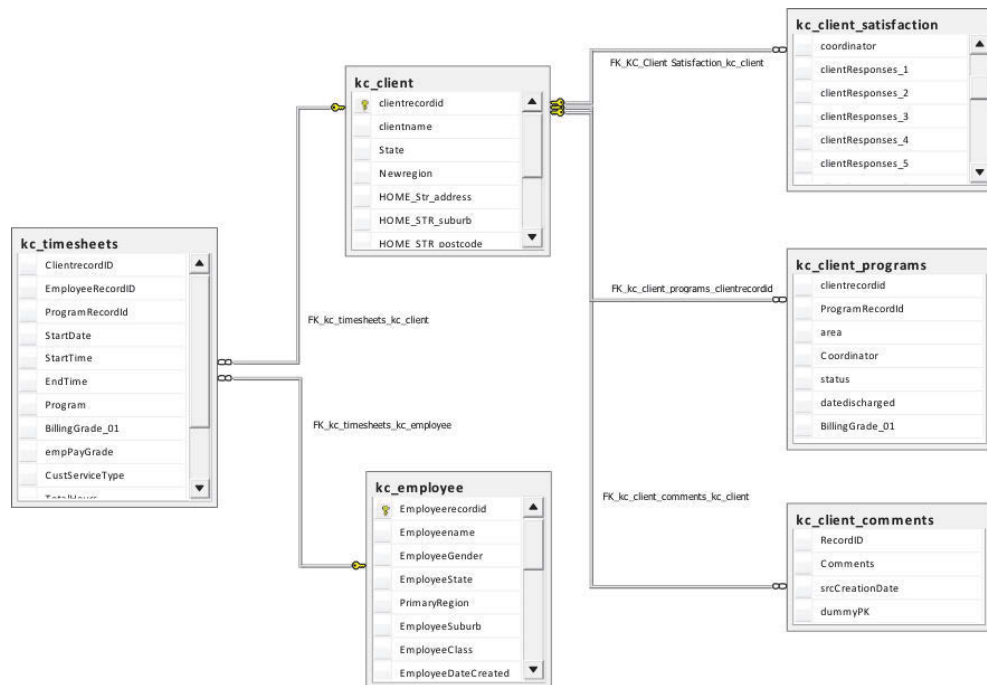 kc_client_satisfaction
coordinator
clientResponses_1
clientResponses_2
clientResponses_3
clientResponses_4
clientResponses_5
FK_KC_Client Satisfaction_kc_client
kc_client
clientrecordid
clientname
State
Newregion
HOME_Str_address
HOME_STR_suburb
HOME_STR_postcode
kc_timesheets
ClientrecordID
EmployeeRecordID
ProgramRecordId
StartDate
StartTime
EndTime
Program
BillingGrade_01
empPayGrade
CustServiceType
TotalHours
FK_kc_timesheets_kc_client
FK_kc_timesheets_kc_employee
kc_client_programs
clientrecordid
ProgramRecordId
area
Coordinator
status
datedischarged
BillingGrade_01
FK_kc_client_programs_clientrecordid
kc_employee
Employeerecordid
Employeename
EmployeeGender
EmployeeState
PrimaryRegion
EmployeeSuburb
EmployeeClass
EmployeeDateCreated
FK_kc_client_comments_kc_client
kc_client_comments
RecordID
Comments
srcCreationDate
dummyPK